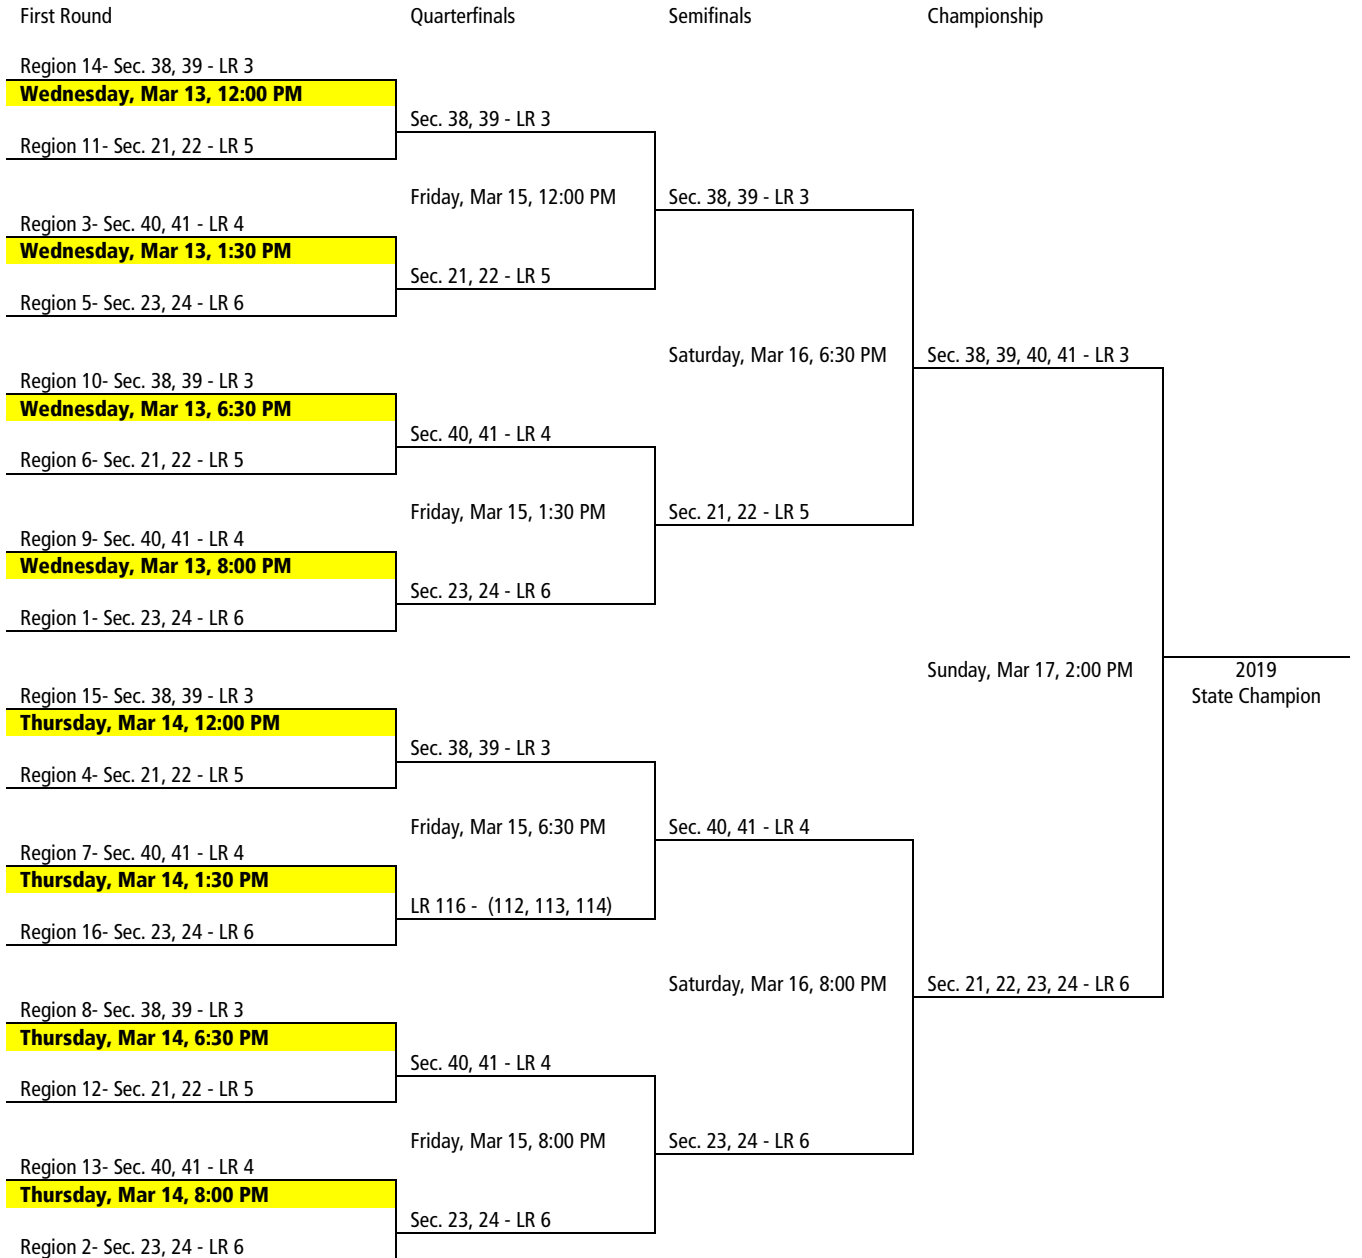 First Round
Quarterfinals
Semifinals
Championship
Region 14- Sec. 38, 39 - LR 3
Wednesday, Mar 13, 12:00 PM
Sec. 38, 39 - LR 3
Region 11- Sec. 21, 22 - LR 5
Friday, Mar 15, 12:00 PM
Sec. 38, 39 - LR 3
Region 3- Sec. 40, 41 - LR 4
Wednesday, Mar 13, 1:30 PM
Sec. 21, 22 - LR 5
Region 5- Sec. 23, 24 - LR 6
Saturday, Mar 16, 6:30 PM
Sec. 38, 39, 40, 41 - LR 3
Region 10- Sec. 38, 39 - LR 3
Wednesday, Mar 13, 6:30 PM
Sec. 40, 41 - LR 4
Region 6- Sec. 21, 22 - LR 5
Friday, Mar 15, 1:30 PM
Sec. 21, 22 - LR 5
Region 9- Sec. 40, 41 - LR 4
Wednesday, Mar 13, 8:00 PM
Sec. 23, 24 - LR 6
Region 1- Sec. 23, 24 - LR 6
Sunday, Mar 17, 2:00 PM
2019
State Champion
Region 15- Sec. 38, 39 - LR 3
Thursday, Mar 14, 12:00 PM
Sec. 38, 39 - LR 3
Region 4- Sec. 21, 22 - LR 5
Friday, Mar 15, 6:30 PM
Sec. 40, 41 - LR 4
Region 7- Sec. 40, 41 - LR 4
Thursday, Mar 14, 1:30 PM
LR 116 - (112, 113, 114)
Region 16- Sec. 23, 24 - LR 6
Saturday, Mar 16, 8:00 PM
Sec. 21, 22, 23, 24 - LR 6
Region 8- Sec. 38, 39 - LR 3
Thursday, Mar 14, 6:30 PM
Sec. 40, 41 - LR 4
Region 12- Sec. 21, 22 - LR 5
Friday, Mar 15, 8:00 PM
Sec. 23, 24 - LR 6
Region 13- Sec. 40, 41 - LR 4
Thursday, Mar 14, 8:00 PM
Sec. 23, 24 - LR 6
Region 2- Sec. 23, 24 - LR 6